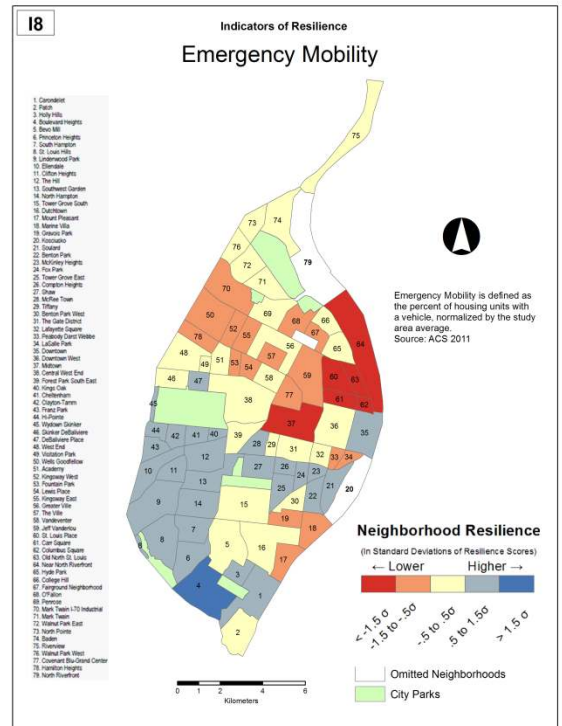 I8
Indicators of Resilience
Emergency Mobility
1. Carondelet
2. Patch
3. Holly Hills
4. Boulevard Heights
5. Bevo Mill
6. Princeton Heights
7. South Hampton
8. St. Louis Hills
9. Lindenwood Park
10. Ellendale
11. Clifton Heights
12. The Hill
13. Southwest Garden
14. North Hampton
15. Tower Grove South
16. Dutchtown
17. Mount Pleasant
18. Marine Villa
19. Gravois Park
20. Kosciusko
21. Soulard
22. Benton Park
23. McKinley Heights
24. Fox Park
25. Tower Grove East
26. Compton Heights
27. Shaw
28. McRee Town
29. Tiffany
30. Benton Park West
31. The Gate District
32. Lafayette Square
33. Peabody Darst Webbe
34. LaSalle Park
35. Downtown
36. Downtown West
37. Midtown
38. Central West End
39. Forest Park South East
40. Kings Oak
41. Cheltenham
42. Clayton-Tamm
43. Franz Park
44. Hi-Pointe
45. Wydown Skinker
46. Skinker DeBaliviere
47. DeBaliviere Place
48. West End
49. Visitation Park
50. Wells Goodfellow
51. Academy
52. Kingsway West
53. Fountain Park
54. Lewis Place
55. Kingsway East
56. Greater Ville
57. The Ville
58. Vandeventer
59. Jeff Vanderlou
60. St. Louis Place
61. Carr Square
62. Columbus Square
63. Old North St. Louis
64. Near North Riverfront
65. Hyde Park
66. College Hill
67. Fairground Neighborhood
68. O'Fallon
69. Penrose
70. Mark Twain I-70 Industrial
71. Mark Twain
72. Walnut Park East
73. North Pointe
74. Baden
75. Riverview
76. Walnut Park West
77. Covenant Blu-Grand Center
78. Hamilton Heights
79. North Riverfront
75
73 74
76 79
72
71
70
50 69 68 66
67
52 55 56 65 64
78
57
48 51 53 54 60 63
49 58 59
46 47 77 61
38 62
45 37 36
44 42 41 40 39 35
43 28 29 31 32 33 34
12 27 26 24 23
10 11 21 20
13 25 22
9 14 15 30
19 18
8 7
5 16
6 17
4 3
1
2
Emergency Mobility is defined as
the percent of housing units with
a vehicle, normalized by the study
area average.
Source: ACS 2011
Neighborhood Resilience
(In Standard Deviations of Resilience Scores)
← Lower Higher →
< -1.5 σ
-1.5 to -.5σ
-.5 to .5σ
.5 to 1.5σ
> 1.5 σ
Omitted Neighborhoods
City Parks
0 1 2 4 6
Kilometers